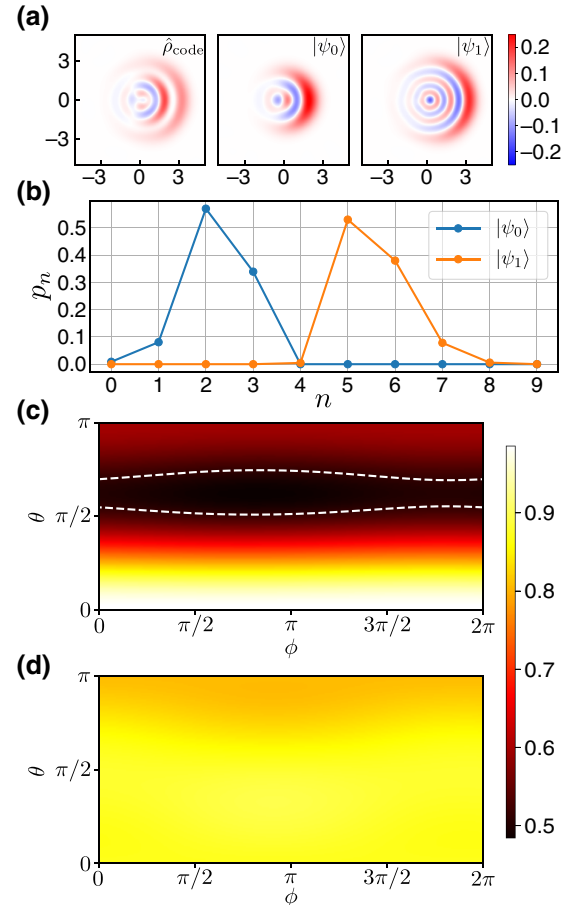 (a)
ρ̂code |ψ0⟩ |ψ1⟩
3
0
−3
−3 0 3 −3 0 3 −3 0 3
0.2
0.1
0.0
−0.1
−0.2
(b)
pn
0.5
0.4
0.3
0.2
0.1
0.0
|ψ0⟩
|ψ1⟩
0 1 2 3 4 5 6 7 8 9
n
(c)
π
θ π/2
0
0 π/2 π 3π/2 2π
ϕ
0.9
0.8
0.7
0.6
0.5
(d)
π
θ π/2
0
0 π/2 π 3π/2 2π
ϕ